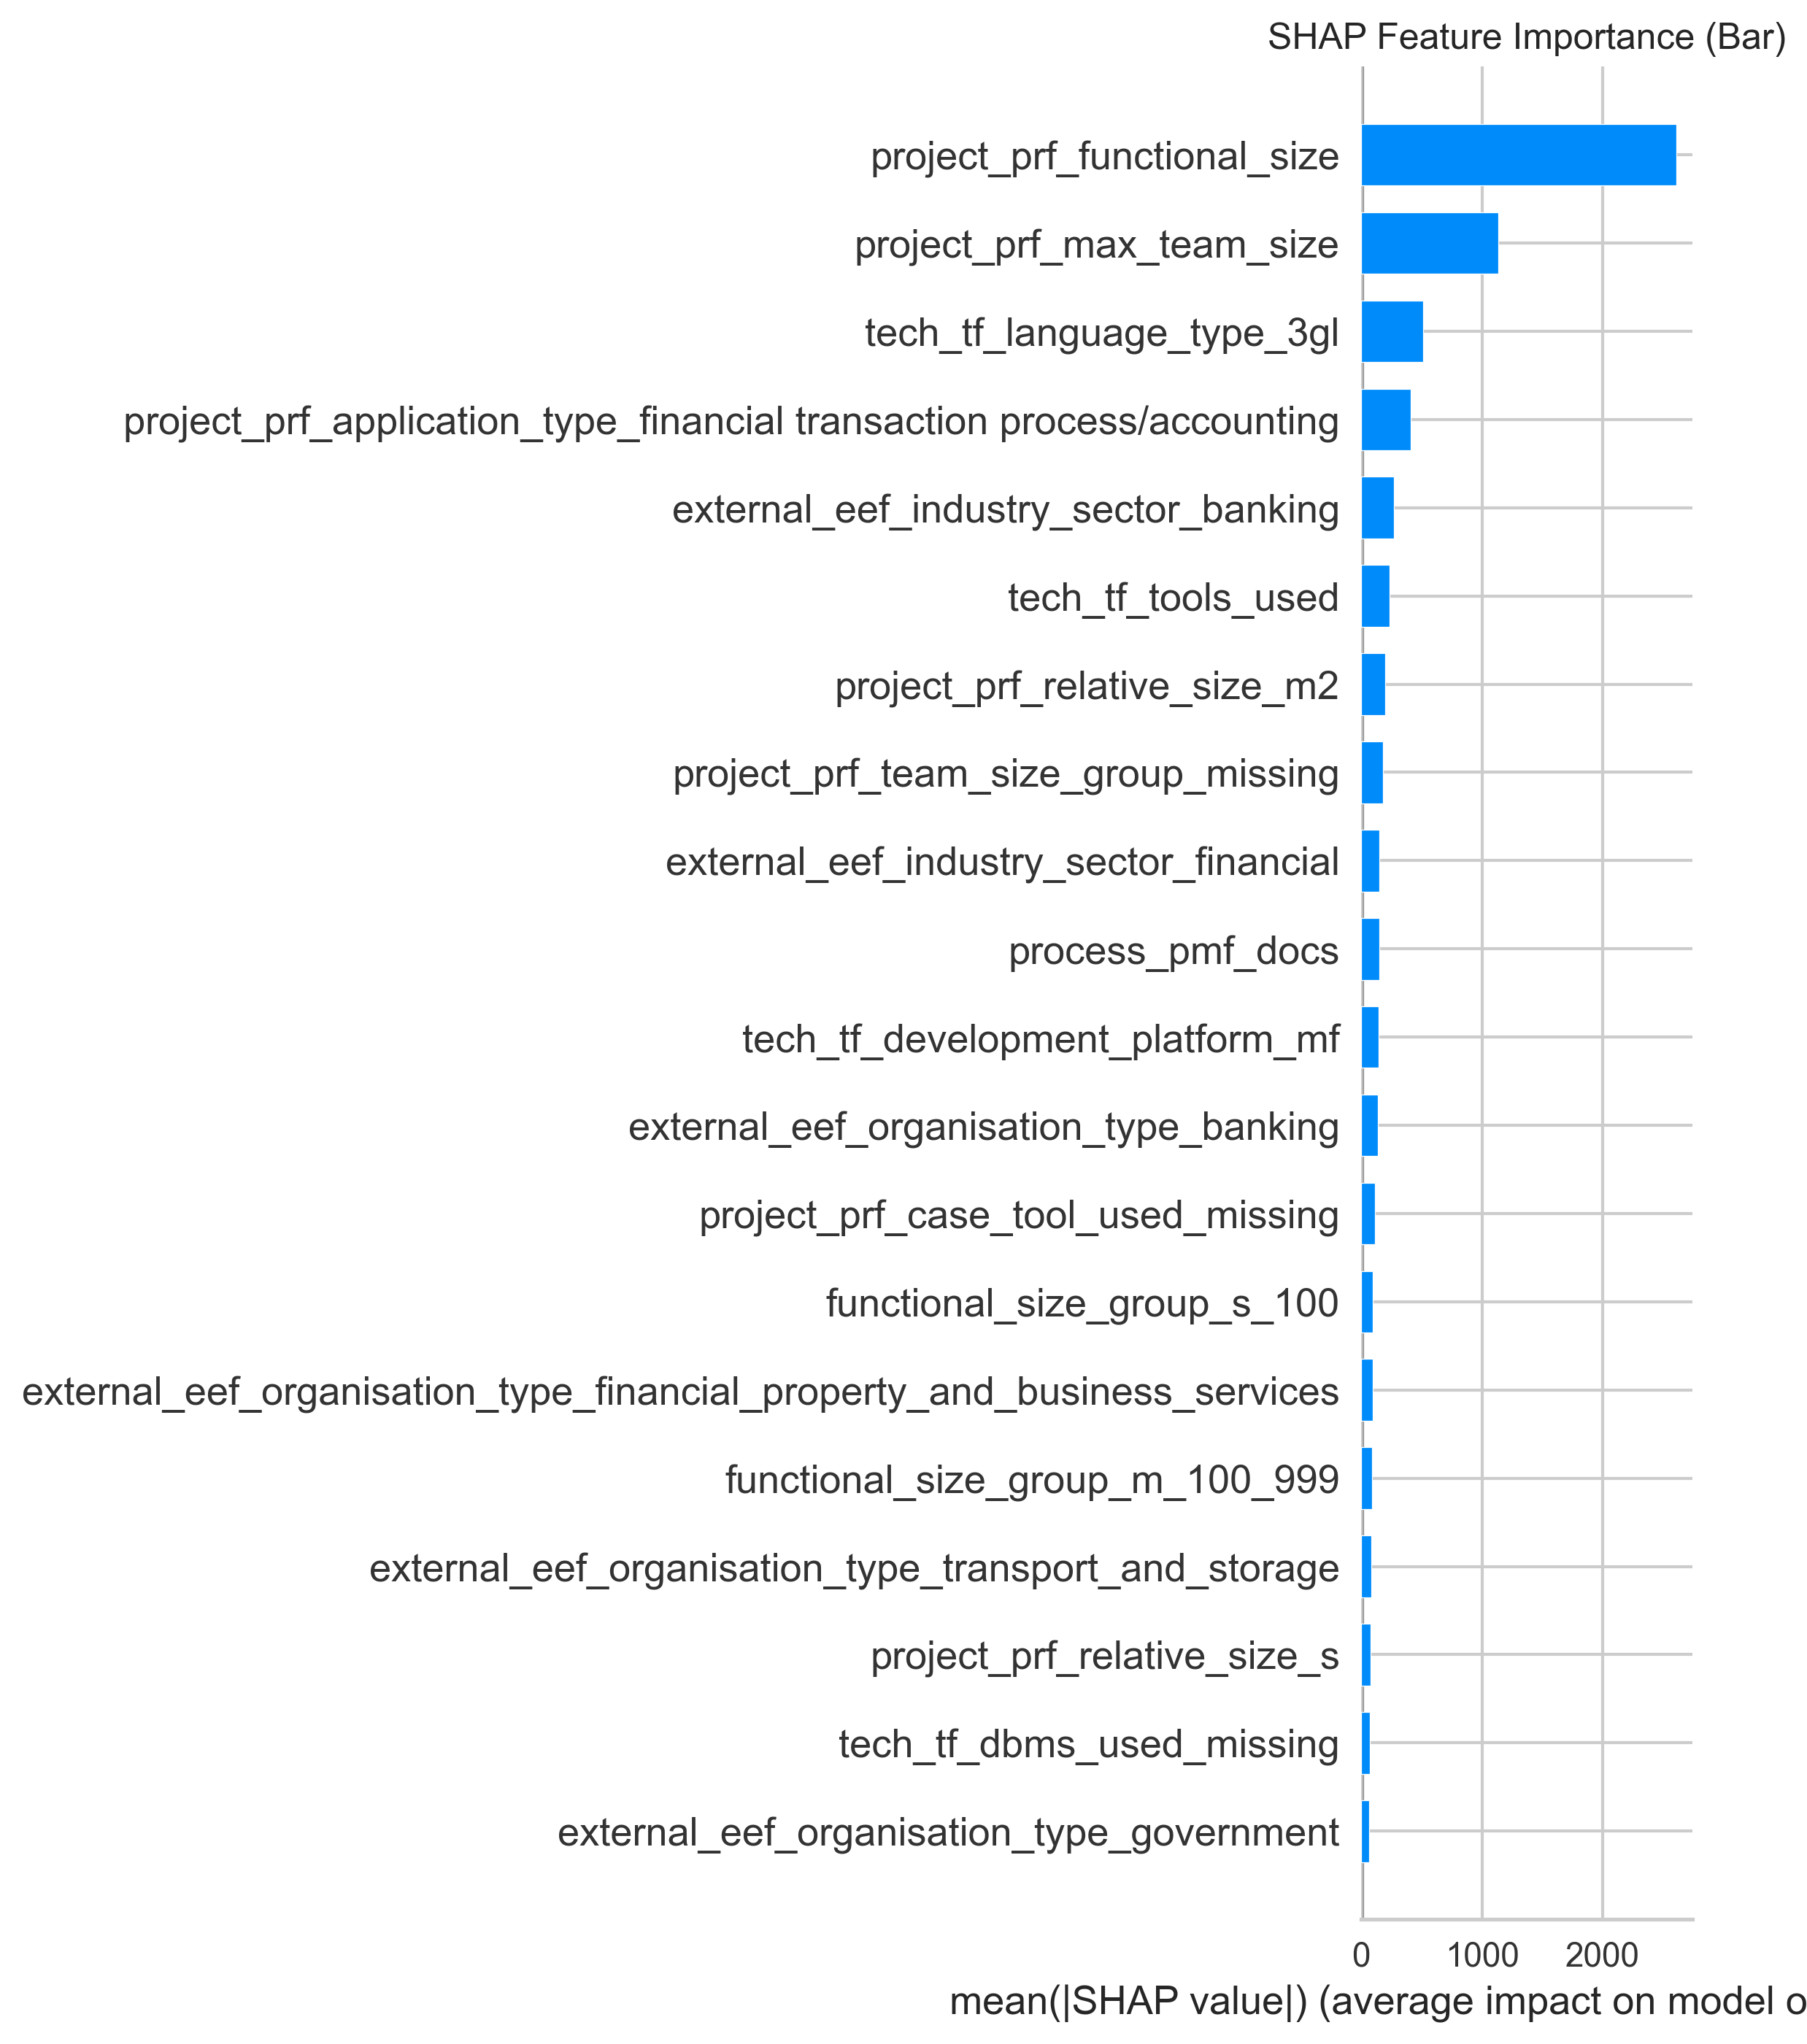 SHAP Feature Importance (Bar)
project_prf_functional_size
project_prf_max_team_size
tech_tf_language_type_3gl
project_prf_application_type_financial transaction process/accounting
external_eef_industry_sector_banking
tech_tf_tools_used
project_prf_relative_size_m2
project_prf_team_size_group_missing
external_eef_industry_sector_financial
process_pmf_docs
tech_tf_development_platform_mf
external_eef_organisation_type_banking
project_prf_case_tool_used_missing
functional_size_group_s_100
external_eef_organisation_type_financial_property_and_business_services
functional_size_group_m_100_999
external_eef_organisation_type_transport_and_storage
project_prf_relative_size_s
tech_tf_dbms_used_missing
external_eef_organisation_type_government
0 1000 2000
mean(|SHAP value|) (average impact on model o